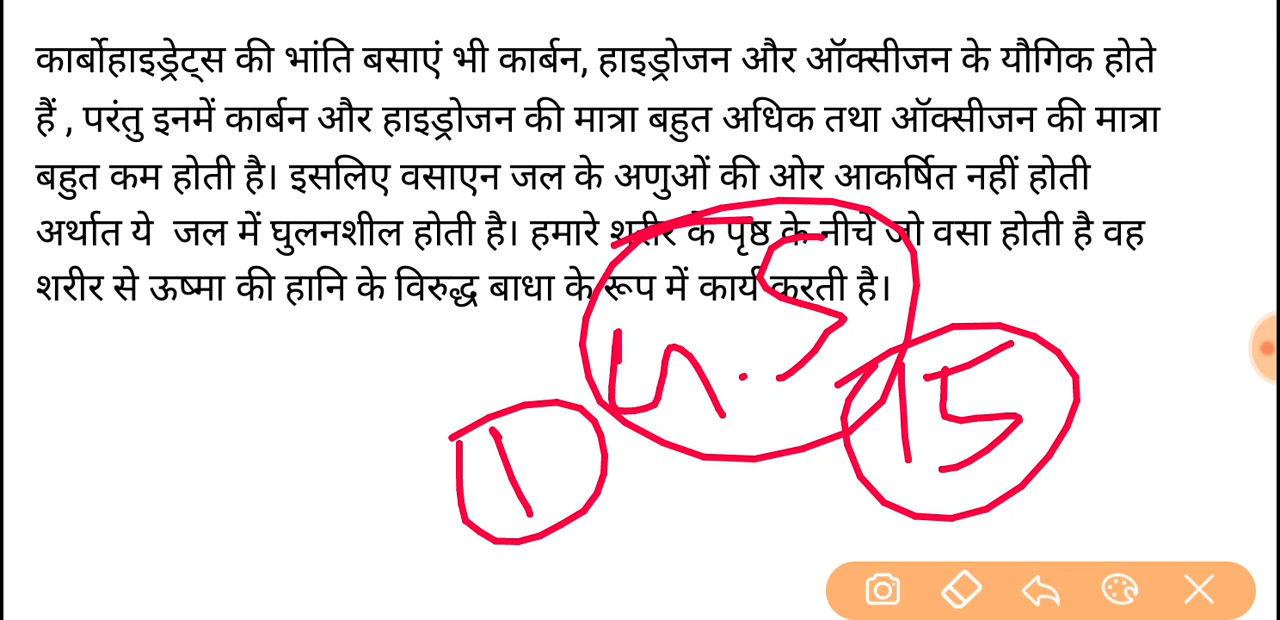 कार्बोहाइड्रेट्स की भांति बसाएं भी कार्बन, हाइड्रोजन और ऑक्सीजन के यौगिक होते
हैं , परंतु इनमें कार्बन और हाइड्रोजन की मात्रा बहुत अधिक तथा ऑक्सीजन की मात्रा
बहुत कम होती है। इसलिए वसाएन जल के अणुओं की ओर आकर्षित नहीं होती
अर्थात ये जल में घुलनशील होती है। हमारे शरीर के पृष्ठ के नीचे जो वसा होती है वह
शरीर से ऊष्मा की हानि के विरुद्ध बाधा के रूप में कार्य करती है।
15
1